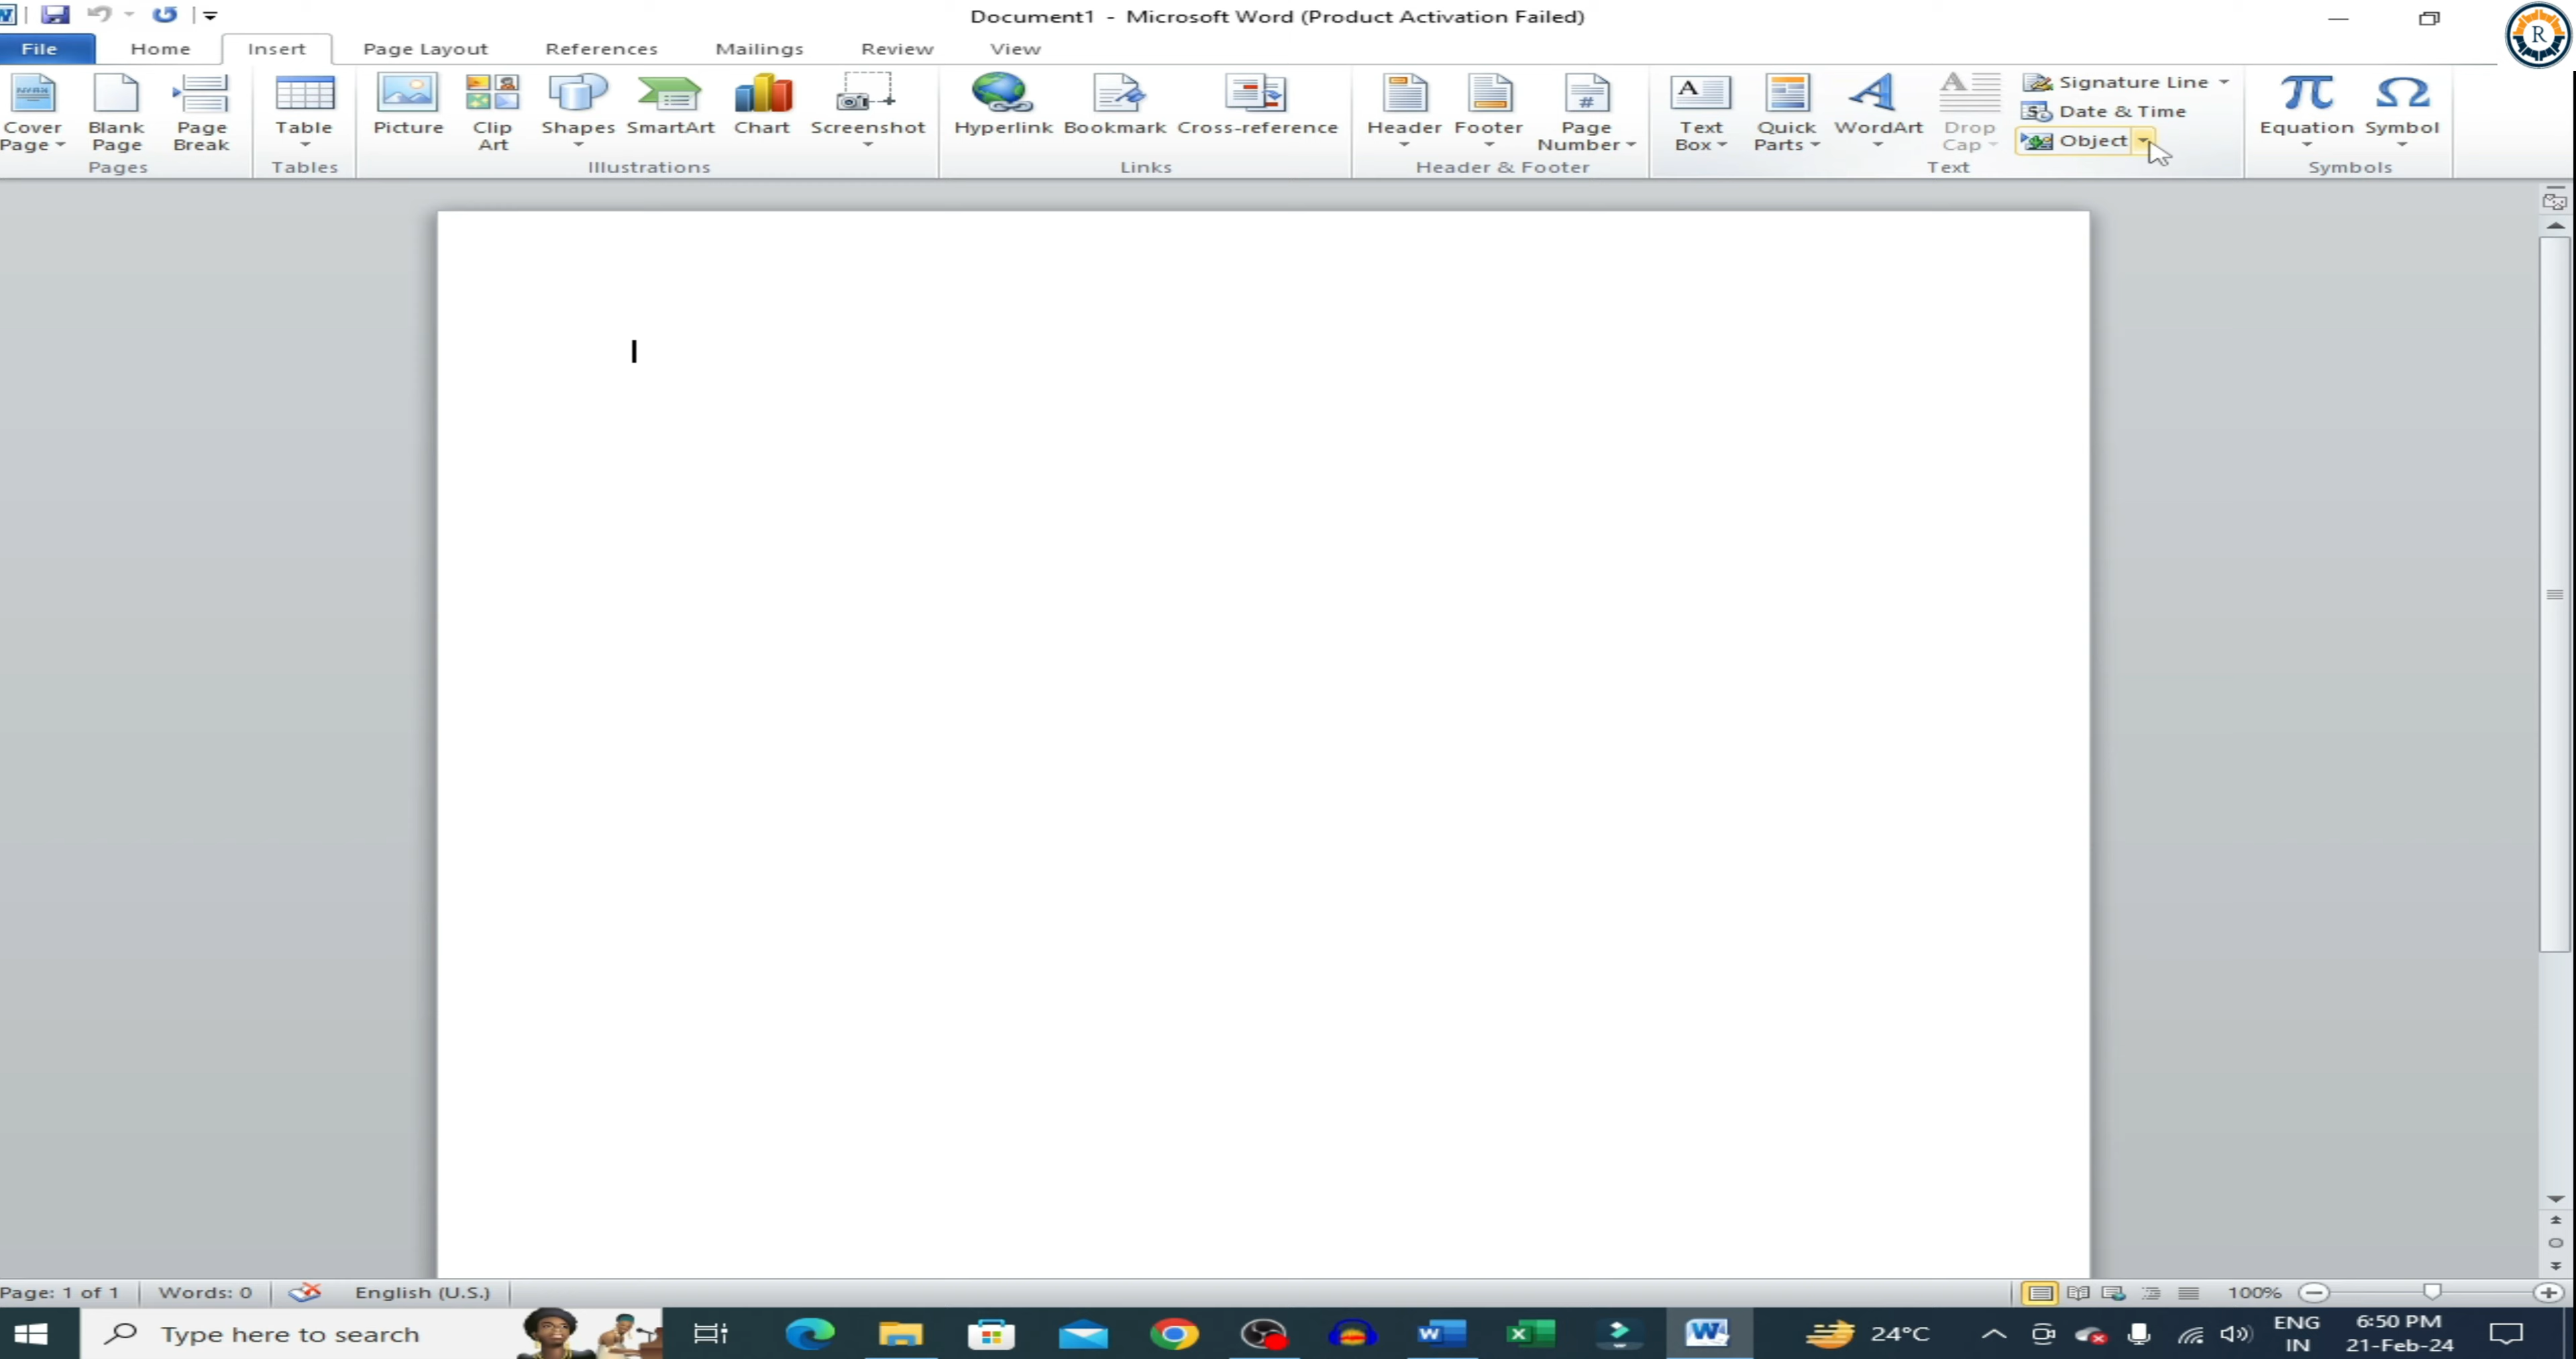 Document1 - Microsoft Word (Product Activation Failed)
R
File Home Insert Page Layout References Mailings Review View
Cover Page
Blank Page
Page Break
Table
Picture
Clip Art
Shapes
SmartArt
Chart
Screenshot
Hyperlink
Bookmark
Cross-reference
Header
Footer
Page Number
Text Box
Quick Parts
WordArt
Drop Cap
Signature Line
Date & Time
Object
Equation
Symbol
Pages Tables Illustrations Links Header & Footer Text Symbols
Page: 1 of 1 Words: 0 English (U.S.) 100%
Type here to search 24°C ENG 6:50 PM
IN 21-Feb-24